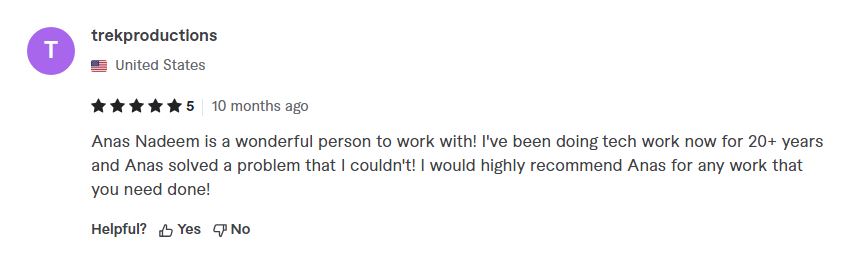 T
trekproductions
United States
5 10 months ago
Anas Nadeem is a wonderful person to work with! I've been doing tech work now for 20+ years
and Anas solved a problem that I couldn't! I would highly recommend Anas for any work that
you need done!
Helpful? Yes No